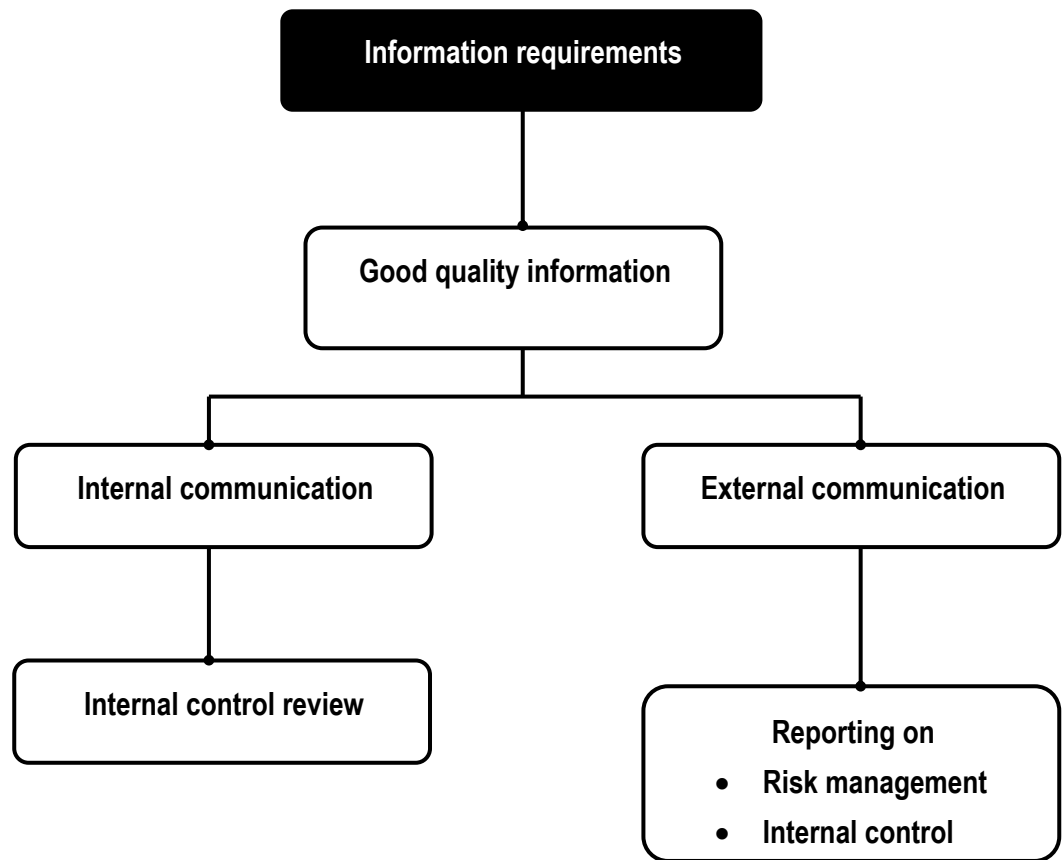 Information requirements
Good quality information
Internal communication
External communication
Internal control review
Reporting on
• Risk management
• Internal control